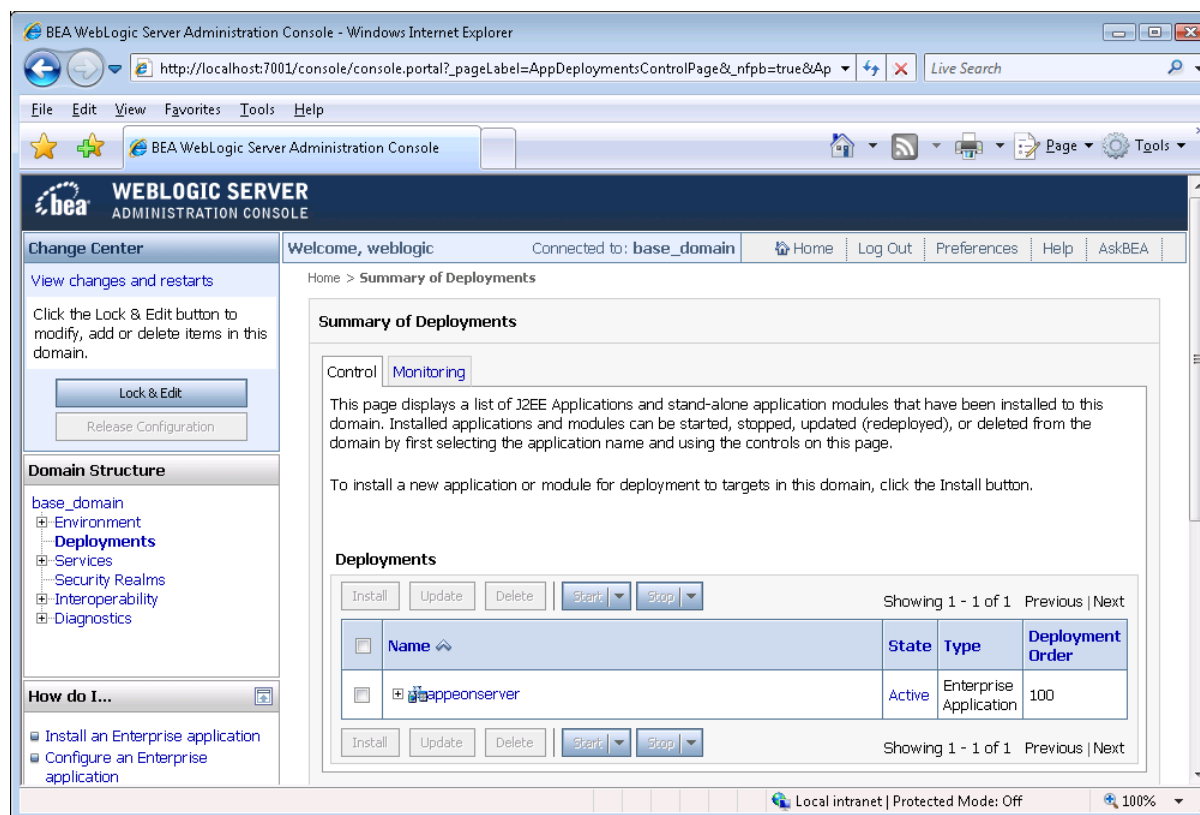 BEA WebLogic Server Administration Console - Windows Internet Explorer
http://localhost:7001/console/console.portal?_pageLabel=AppDeploymentsControlPage&_nfpb=true&Ap
Live Search
File Edit View Favorites Tools Help
BEA WebLogic Server Administration Console
Page Tools
bea WEBLOGIC SERVER
ADMINISTRATION CONSOLE
Change Center
View changes and restarts
Click the Lock & Edit button to
modify, add or delete items in this
domain.
Lock & Edit
Release Configuration
Domain Structure
base_domain
Environment
Deployments
Services
Security Realms
Interoperability
Diagnostics
How do I...
Install an Enterprise application
Configure an Enterprise
application
Welcome, weblogic Connected to: base_domain Home Log Out Preferences Help AskBEA
Home > Summary of Deployments
Summary of Deployments
Control Monitoring
This page displays a list of J2EE Applications and stand-alone application modules that have been installed to this
domain. Installed applications and modules can be started, stopped, updated (redeployed), or deleted from the
domain by first selecting the application name and using the controls on this page.
To install a new application or module for deployment to targets in this domain, click the Install button.
Deployments
Install Update Delete Start Stop Showing 1 - 1 of 1 Previous | Next
Name State Type Deployment
Order
appeonserver Active Enterprise
Application 100
Install Update Delete Start Stop Showing 1 - 1 of 1 Previous | Next
Local intranet | Protected Mode: Off 100%